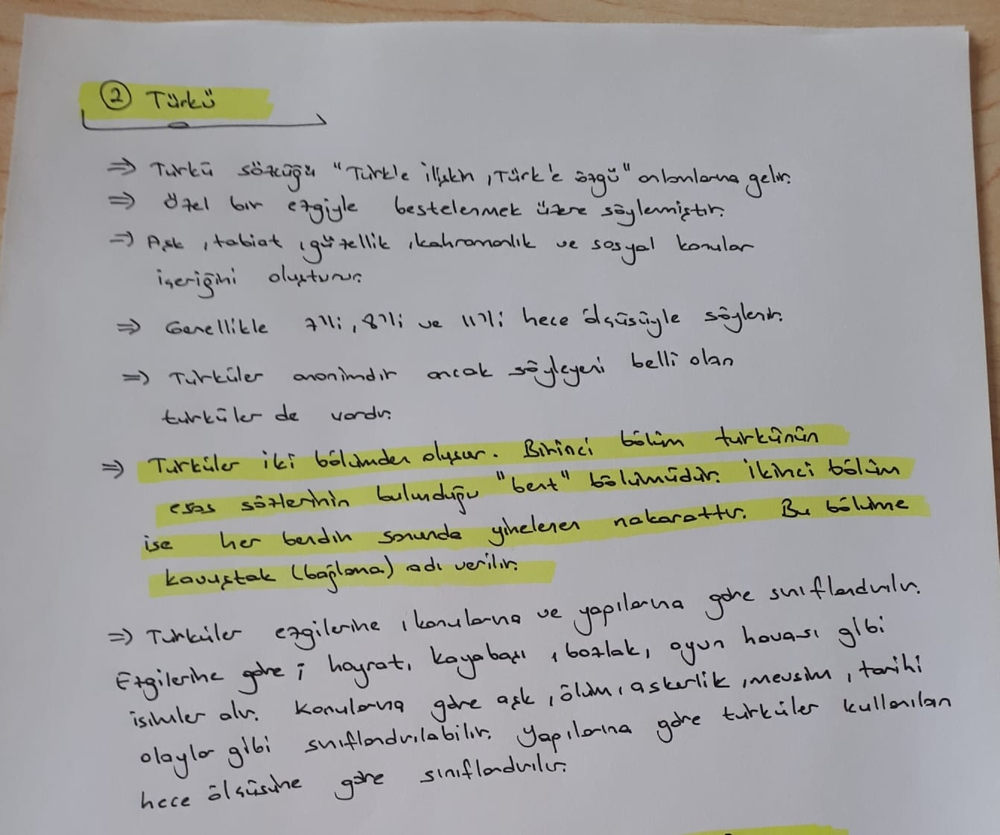 ② Türkü
⇒ Türkü sözcüğü "Türk'le ilişkin, Türk'e özgü" anlamlarına gelir.
⇒ Özel bir ezgiyle bestelenmek üzere söylenmiştir.
⇒ Aşk, tabiat, güzellik, kahramanlık ve sosyal konular
içeriğini oluşturur.
⇒ Genellikle 7'li, 8'li ve 11'li hece ölçüsüyle söylenir.
⇒ Türküler anonimdir ancak söyleyeni belli olan
türküler de vardır.
⇒ Türküler iki bölümden oluşur. Birinci bölüm türkünün
esas sözlerinin bulunduğu "bent" bölümüdür. İkinci bölüm
ise her bendin sonunda yinelenen nakarattır. Bu bölüme
kavuştak (bağlama) adı verilir.
⇒ Türküler ezgilerine, konularına ve yapılarına göre sınıflandırılır.
Ezgilerine göre; hoyrat, kayabaşı, bozlak, oyun havası gibi
isimler alır. Konularına göre aşk, ölüm, askerlik, mevsim, tarihi
olaylar gibi sınıflandırılabilir. Yapılarına göre türküler kullanılan
hece ölçüsüne göre sınıflandırılır.